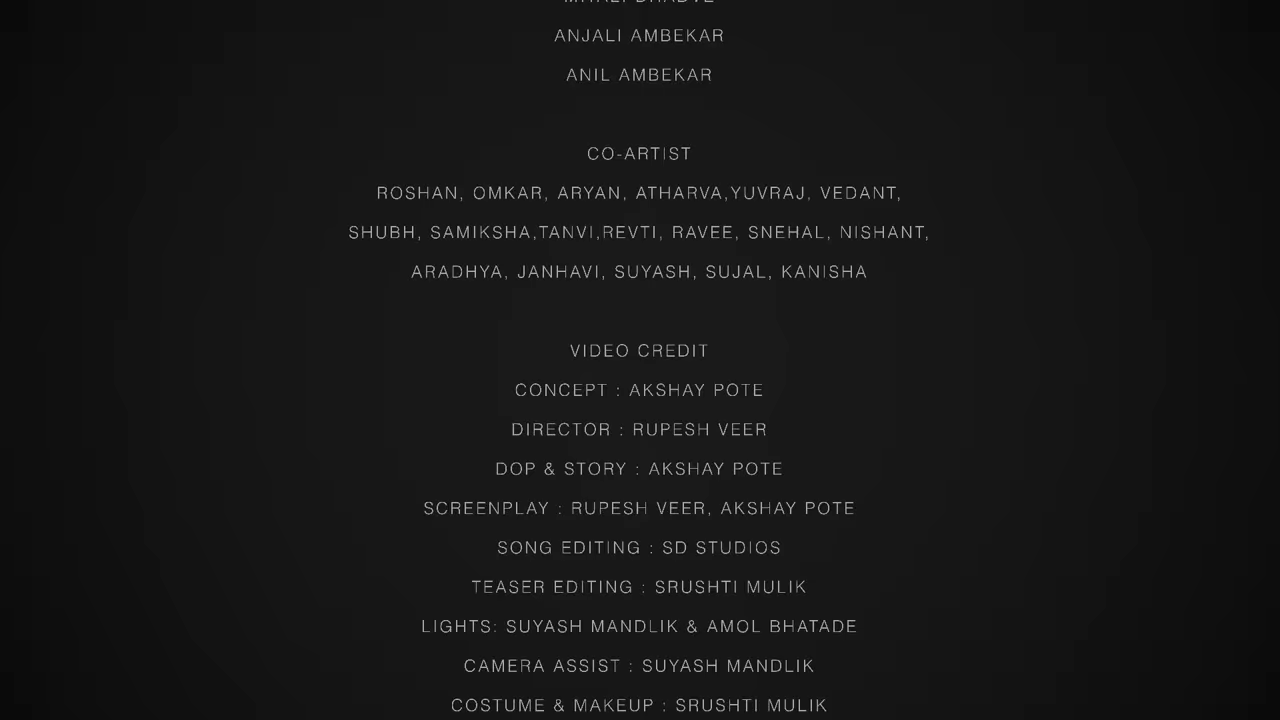 ANJALI AMBEKAR
ANIL AMBEKAR
CO-ARTIST
ROSHAN, OMKAR, ARYAN, ATHARVA,YUVRAJ, VEDANT,
SHUBH, SAMIKSHA,TANVI,REVTI, RAVEE, SNEHAL, NISHANT,
ARADHYA, JANHAVI, SUYASH, SUJAL, KANISHA
VIDEO CREDIT
CONCEPT : AKSHAY POTE
DIRECTOR : RUPESH VEER
DOP & STORY : AKSHAY POTE
SCREENPLAY : RUPESH VEER, AKSHAY POTE
SONG EDITING : SD STUDIOS
TEASER EDITING : SRUSHTI MULIK
LIGHTS: SUYASH MANDLIK & AMOL BHATADE
CAMERA ASSIST : SUYASH MANDLIK
COSTUME & MAKEUP : SRUSHTI MULIK